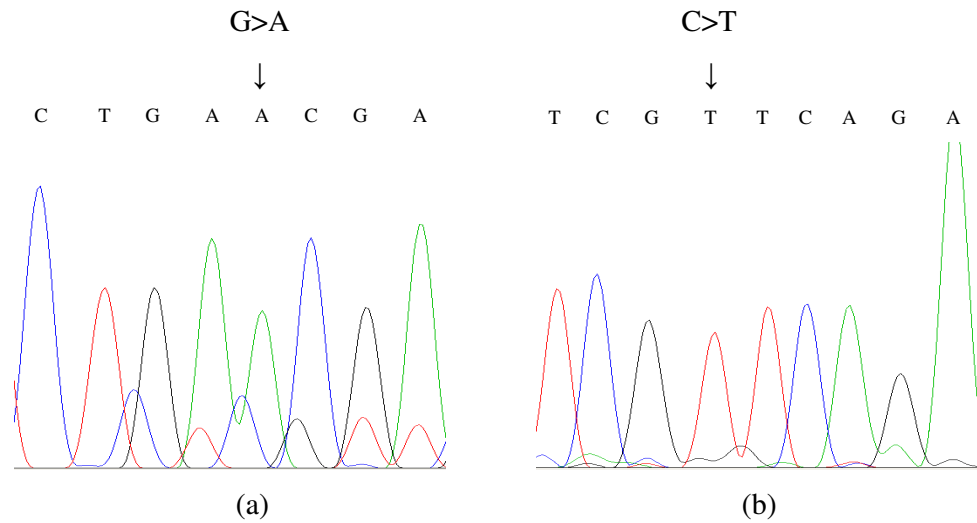 G>A C>T
↓ ↓
C T G A A C G A T C G T T C A G A
(a) (b)